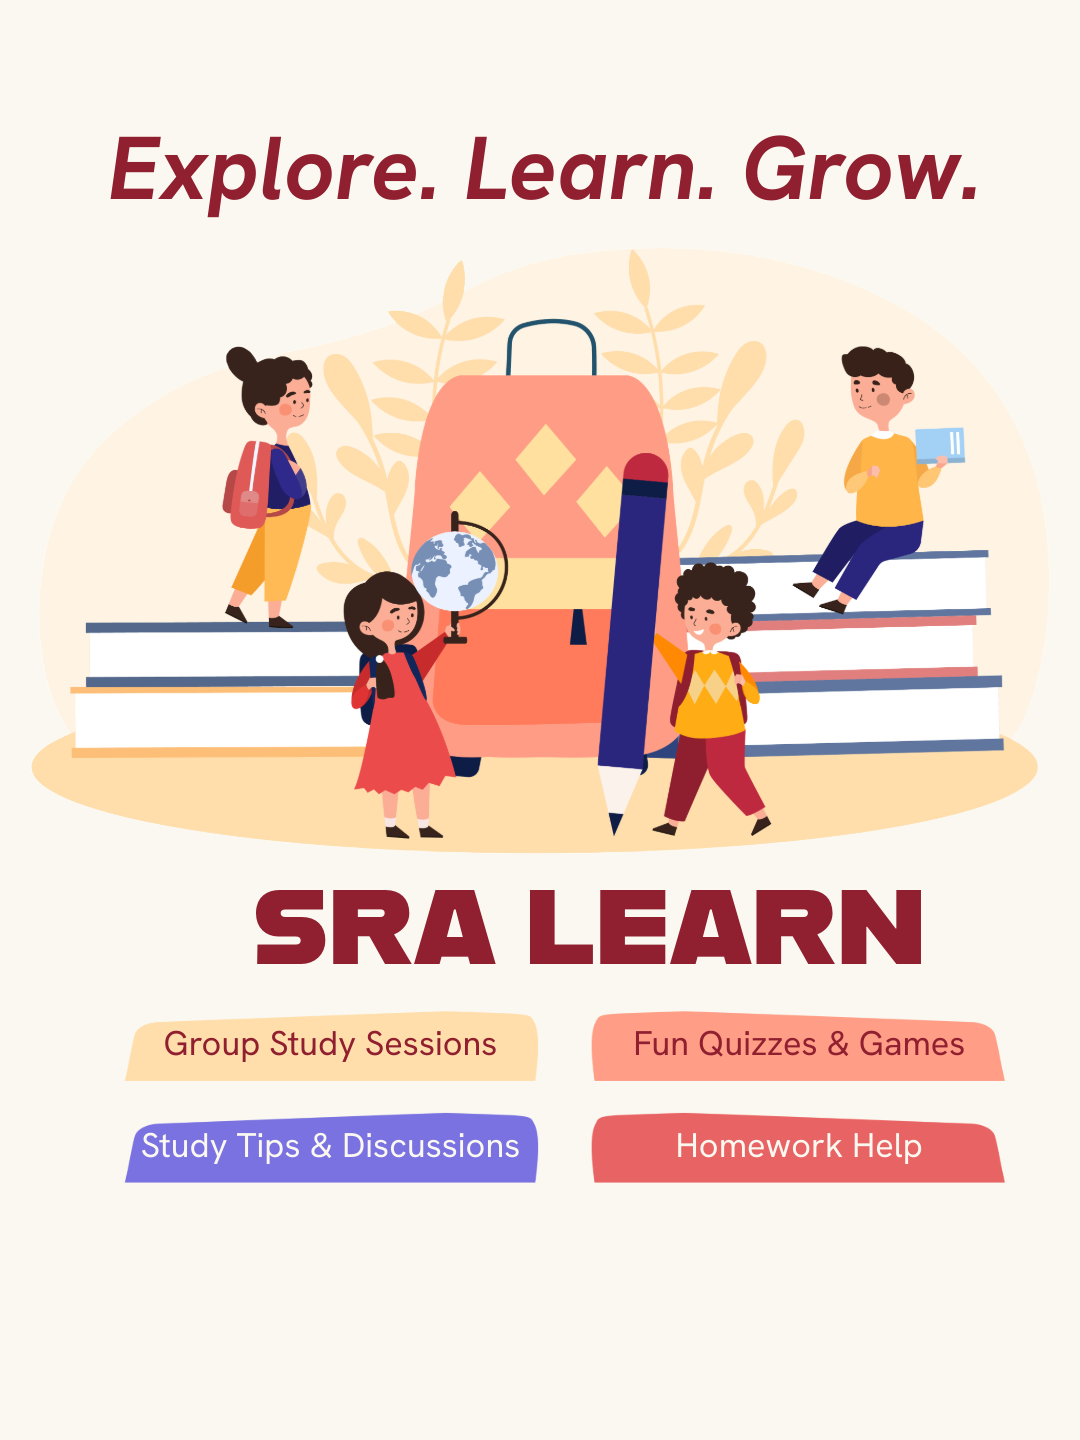 Explore. Learn. Grow.
SRA LEARN
Group Study Sessions
Fun Quizzes & Games
Study Tips & Discussions
Homework Help